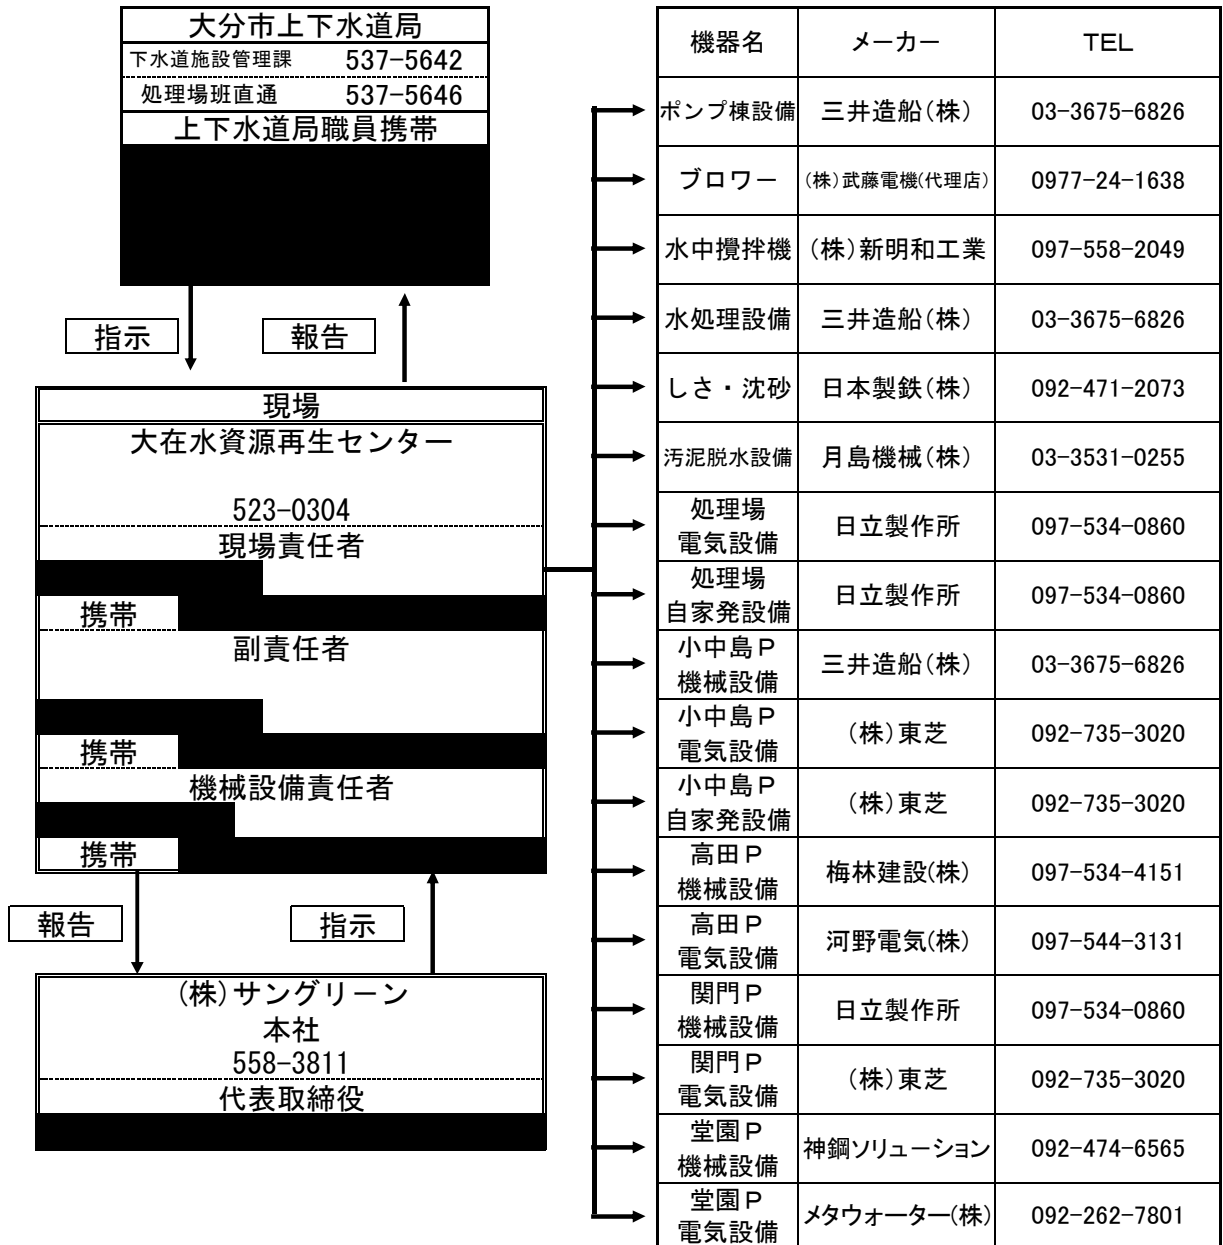 大分市上下水道局
下水道施設管理課 537-5642
処理場班直通 537-5646
上下水道局職員携帯
指示
報告
現場
大在水資源再生センター
523-0304
現場責任者
携帯
副責任者
携帯
機械設備責任者
携帯
報告
指示
(株)サングリーン
本社
558-3811
代表取締役
機器名 メーカー TEL
ポンプ棟設備 三井造船(株) 03-3675-6826
ブロワー (株)武藤電機(代理店) 0977-24-1638
水中攪拌機 (株)新明和工業 097-558-2049
水処理設備 三井造船(株) 03-3675-6826
しさ・沈砂 日本製鉄(株) 092-471-2073
汚泥脱水設備 月島機械(株) 03-3531-0255
処理場
電気設備 日立製作所 097-534-0860
処理場
自家発設備 日立製作所 097-534-0860
小中島P
機械設備 三井造船(株) 03-3675-6826
小中島P
電気設備 (株)東芝 092-735-3020
小中島P
自家発設備 (株)東芝 092-735-3020
高田P
機械設備 梅林建設(株) 097-534-4151
高田P
電気設備 河野電気(株) 097-544-3131
関門P
機械設備 日立製作所 097-534-0860
関門P
電気設備 (株)東芝 092-735-3020
堂園P
機械設備 神鋼ソリューション 092-474-6565
堂園P
電気設備 メタウォーター(株) 092-262-7801